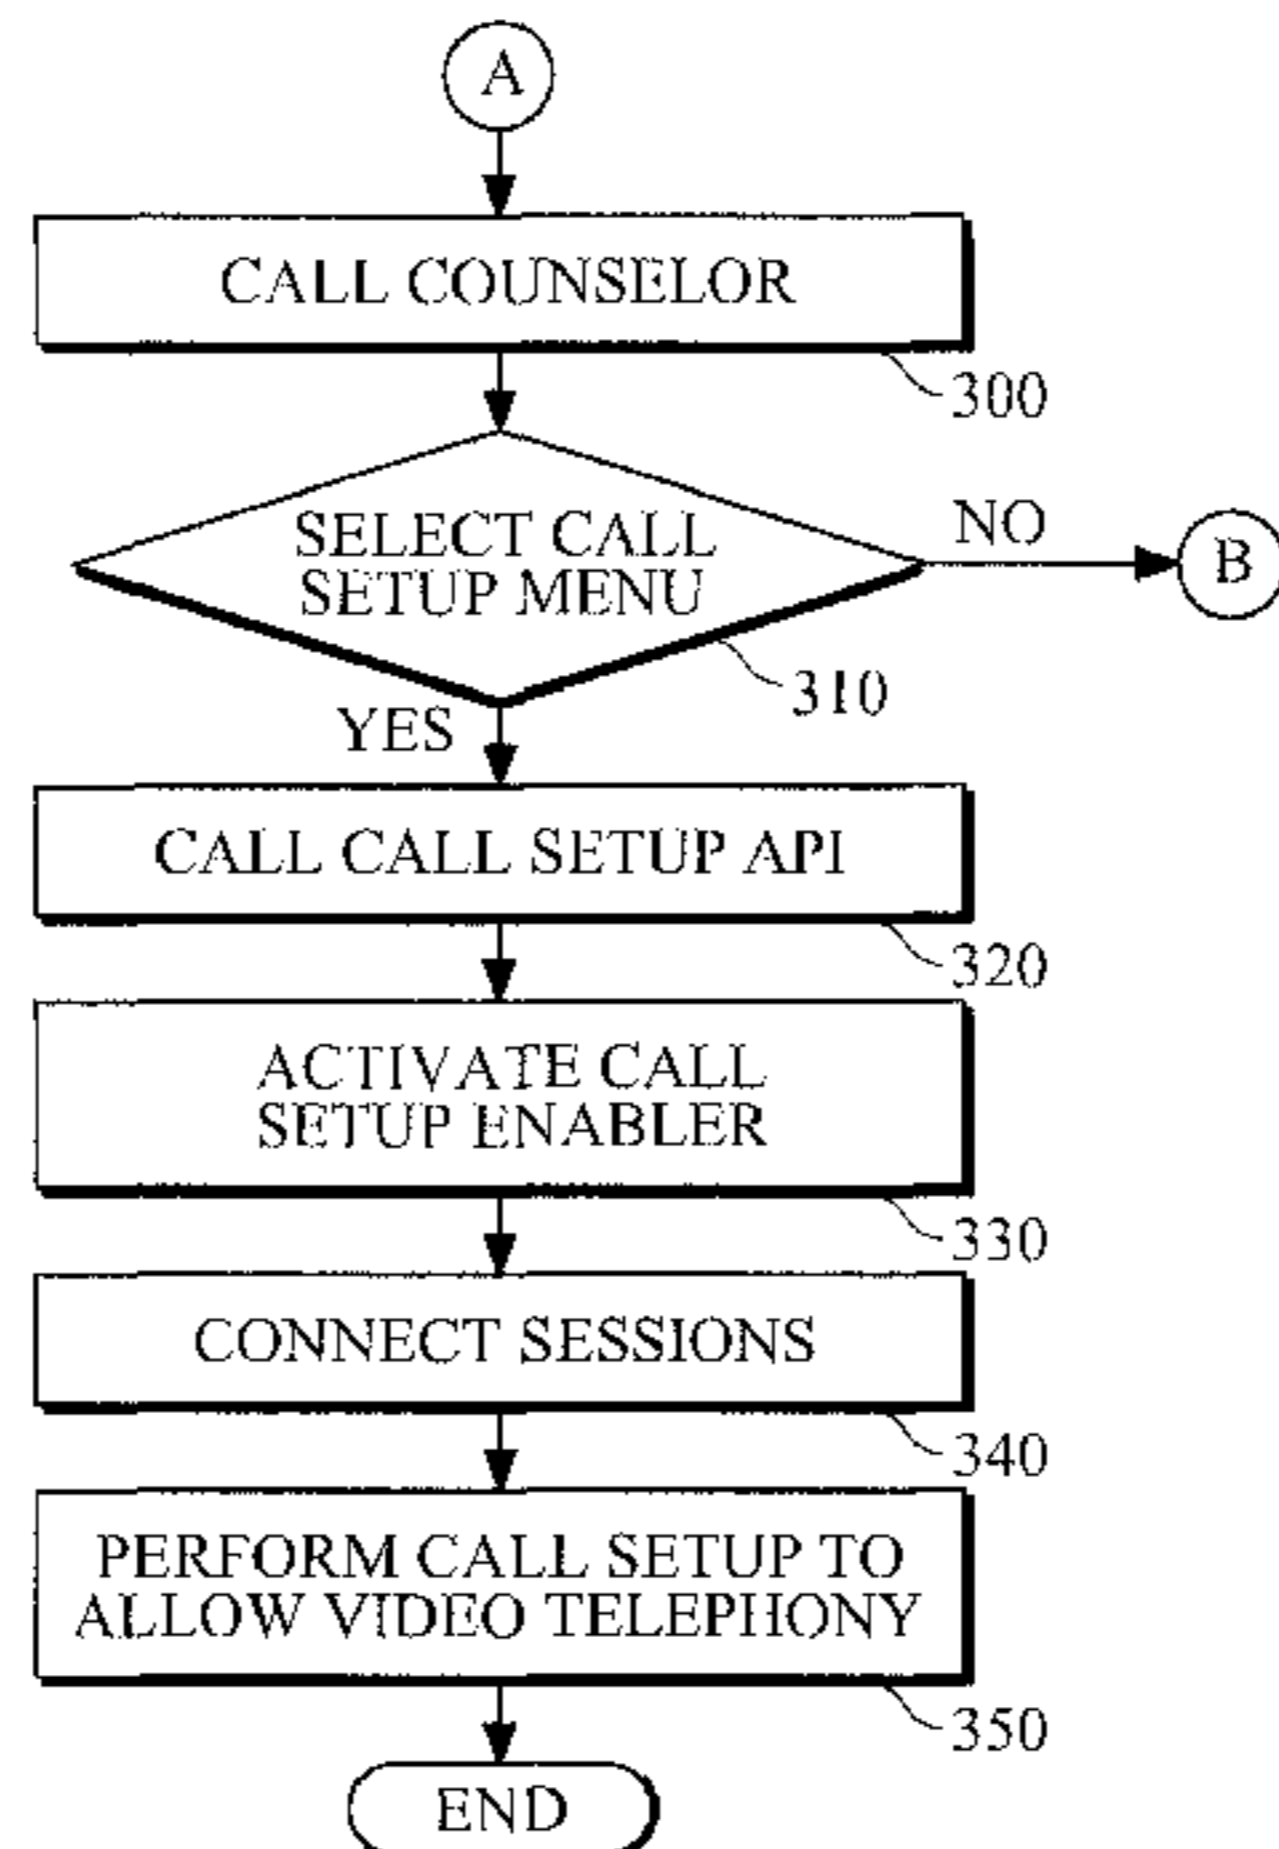 A
CALL COUNSELOR
300
SELECT CALL
SETUP MENU
NO
B
310
YES
CALL CALL SETUP API
320
ACTIVATE CALL
SETUP ENABLER
330
CONNECT SESSIONS
340
PERFORM CALL SETUP TO
ALLOW VIDEO TELEPHONY
350
END